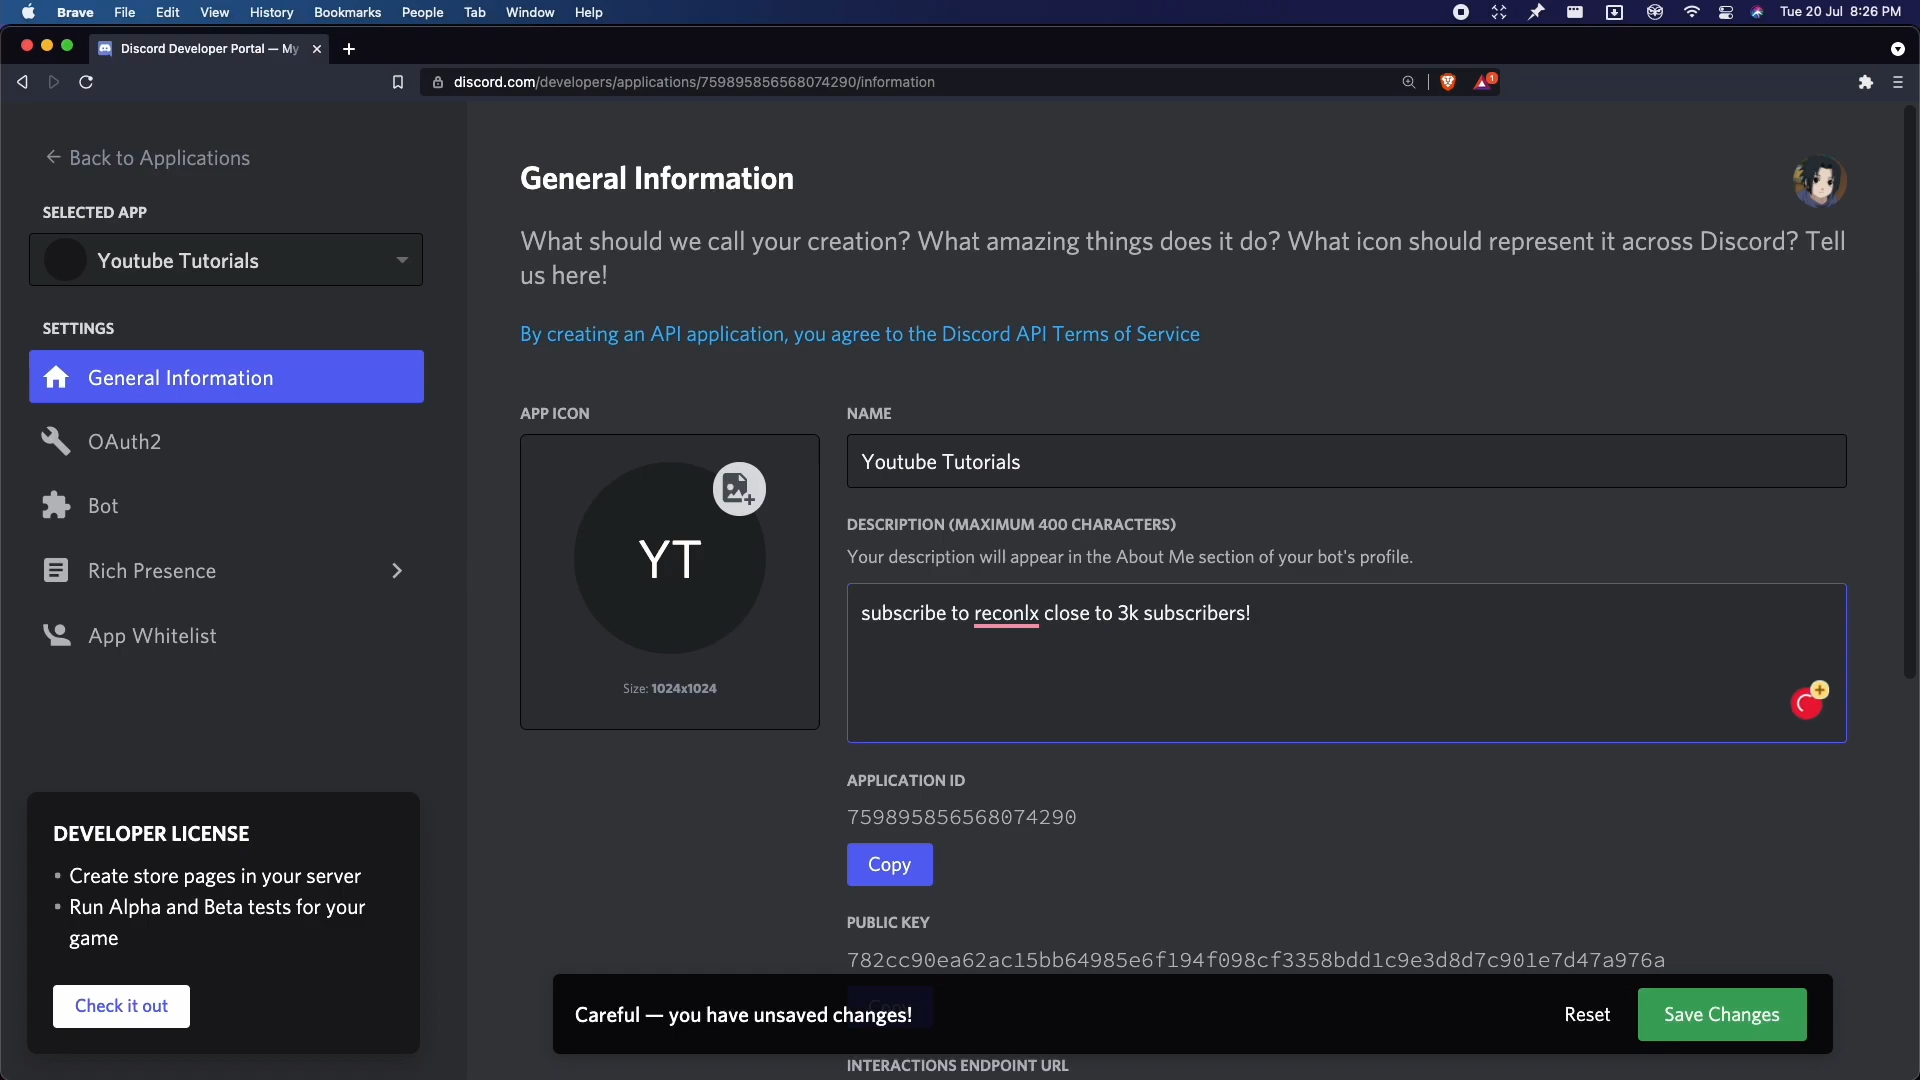 Brave File Edit View History Bookmarks People Tab Window Help
Tue 20 Jul 8:26 PM
Discord Developer Portal — My
discord.com/developers/applications/759895856568074290/information
1
Back to Applications
SELECTED APP
Youtube Tutorials
SETTINGS
General Information
OAuth2
Bot
Rich Presence
App Whitelist
DEVELOPER LICENSE
• Create store pages in your server
• Run Alpha and Beta tests for your
game
Check it out
General Information
What should we call your creation? What amazing things does it do? What icon should represent it across Discord? Tell
us here!
By creating an API application, you agree to the Discord API Terms of Service
APP ICON
YT
Size: 1024x1024
NAME
Youtube Tutorials
DESCRIPTION (MAXIMUM 400 CHARACTERS)
Your description will appear in the About Me section of your bot's profile.
subscribe to reconlx close to 3k subscribers!
APPLICATION ID
759895856568074290
Copy
PUBLIC KEY
782cc90ea62ac15bb64985e6f194f098cf3358bdd1c9e3d8d7c901e7d47a976a
Copy
Careful — you have unsaved changes!
Reset
Save Changes
INTERACTIONS ENDPOINT URL